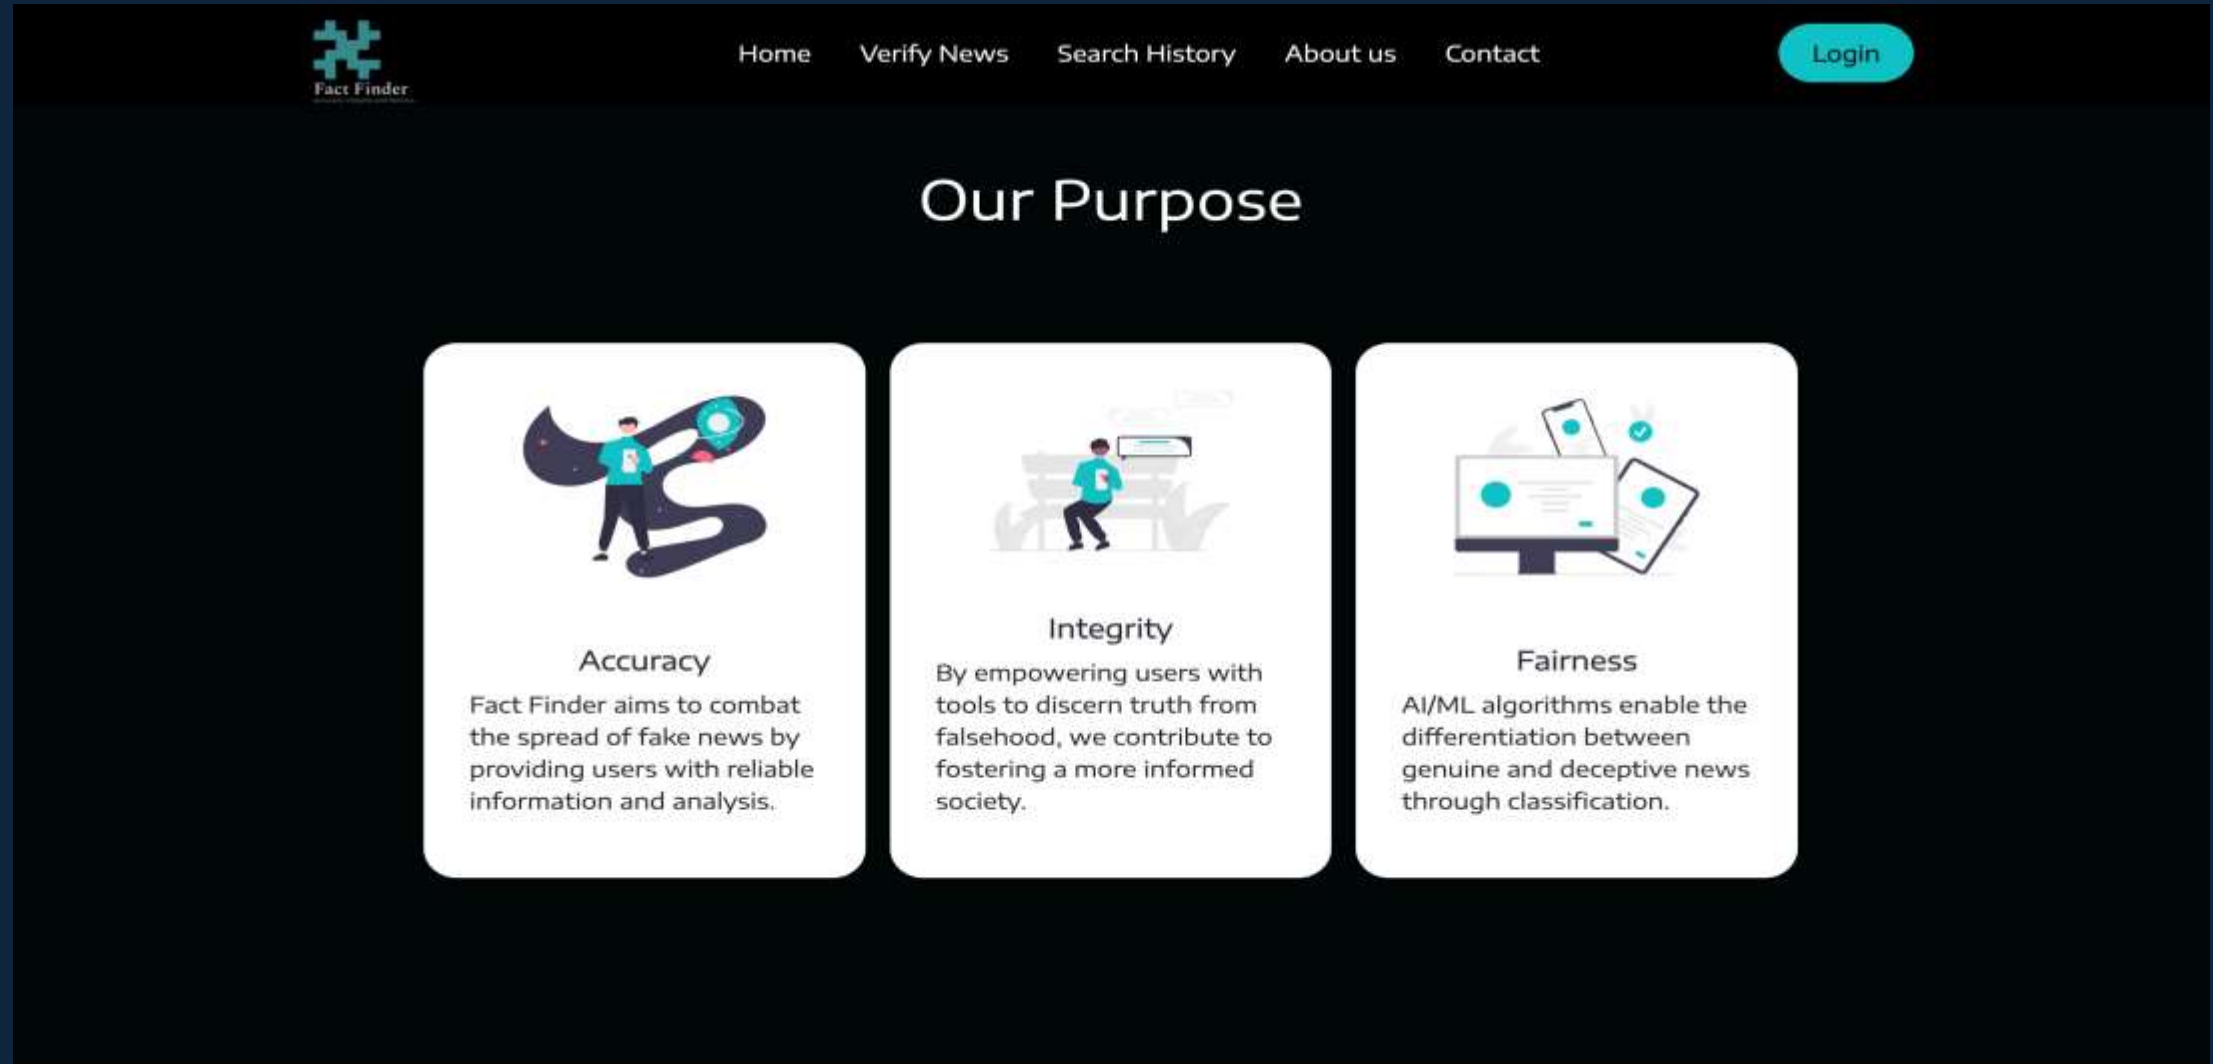 Fact Finder
Home Verify News Search History About us Contact Login
Our Purpose
Accuracy
Fact Finder aims to combat
the spread of fake news by
providing users with reliable
information and analysis.
Integrity
By empowering users with
tools to discern truth from
falsehood, we contribute to
fostering a more informed
society.
Fairness
AI/ML algorithms enable the
differentiation between
genuine and deceptive news
through classification.